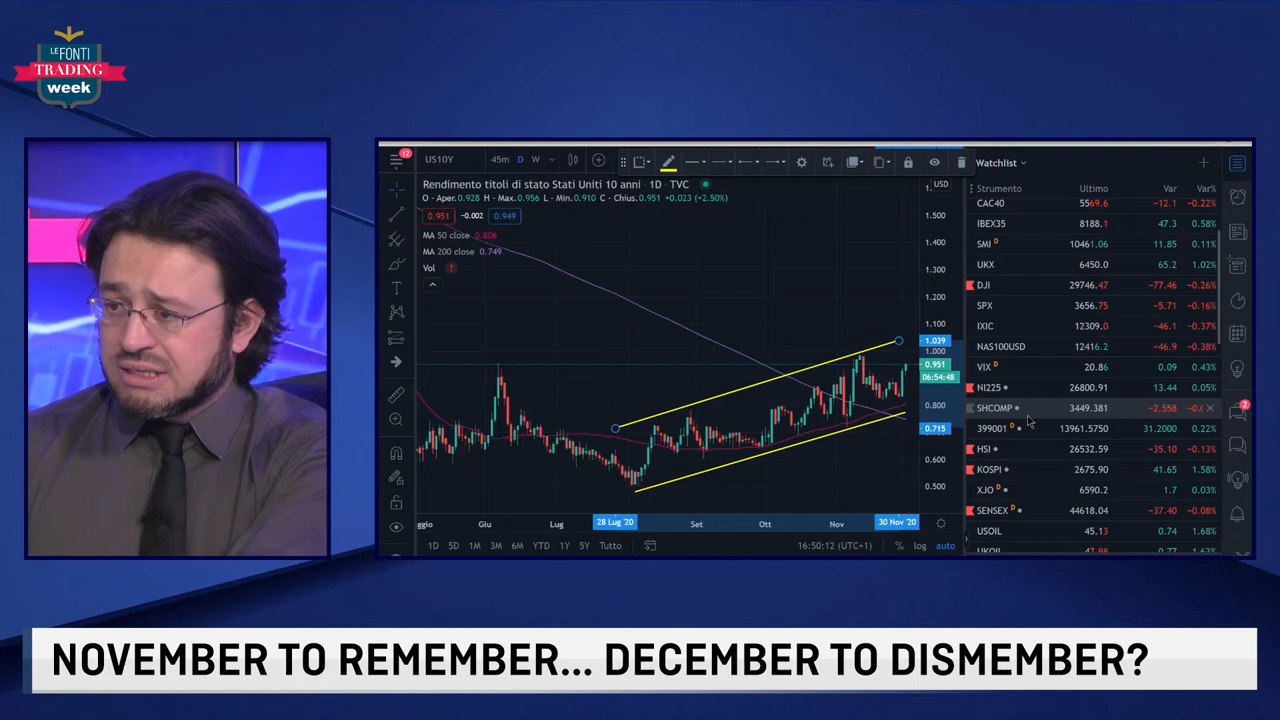 LE FONTI
TRADING
week
12
US10Y 45m D W
Rendimento titoli di stato Stati Uniti 10 anni · 1D · TVC
O - Aper.0.928 H - Max.0.956 L - Min.0.910 C - Chius.0.951 +0.023 (+2.50%)
0.951 -0.002 0.949
MA 50 close 0.806
MA 200 close 0.749
Vol
USD
1.500
1.400
1.300
1.200
1.100
1.039
1.000
0.951
06:54:48
0.800
0.715
0.600
0.500
ggio Giu Lug 28 Lug '20 Set Ott Nov 30 Nov '20
1D 5D 1M 3M 6M YTD 1Y 5Y Tutto 16:50:12 (UTC+1) % log auto
Watchlist
Strumento Ultimo Var Var%
CAC40 5569.6 −12.1 −0.22%
IBEX35 8188.1 47.3 0.58%
SMI D 10461.06 11.85 0.11%
UKX 6450.0 65.2 1.02%
DJI 29746.47 −77.46 −0.26%
SPX 3656.75 −5.71 −0.16%
IXIC 12309.0 −46.1 −0.37%
NAS100USD 12416.2 −46.9 −0.38%
VIX D 20.86 0.09 0.43%
NI225 26800.91 13.44 0.05%
SHCOMP 3449.381 −2.558
399001 D 13961.5750 31.2000 0.22%
HSI 26532.59 −35.10 −0.13%
KOSPI 2675.90 41.65 1.58%
XJO D 6590.2 1.7 0.03%
SENSEX D 44618.04 −37.40 −0.08%
USOIL 45.13 0.74 1.68%
UKOIL 47.98 0.77 1.63%
2
NOVEMBER TO REMEMBER... DECEMBER TO DISMEMBER?